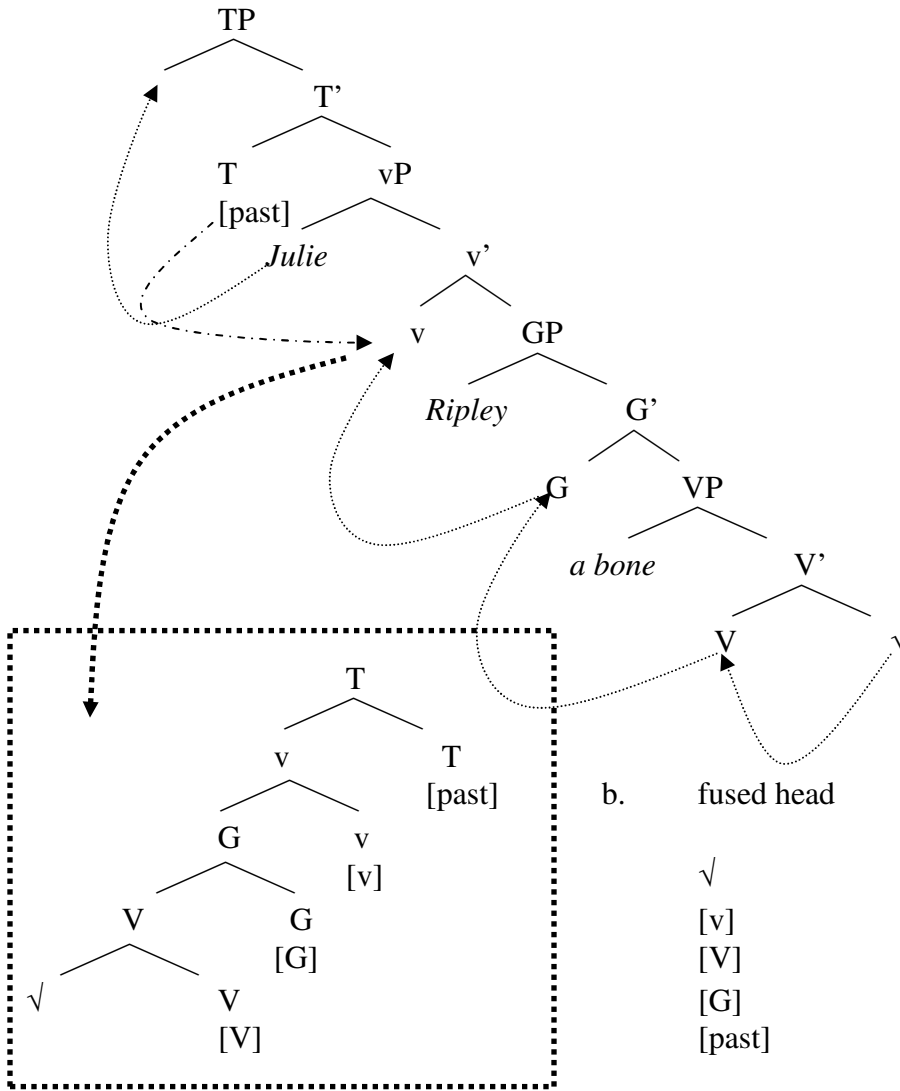 TP
T’
T vP
[past]
Julie v’
v GP
Ripley G’
G VP
a bone V’
V √
T
v T
[past] b. fused head
G v
[v] √
V G [v]
[G] [V]
√ V [G]
[V] [past]